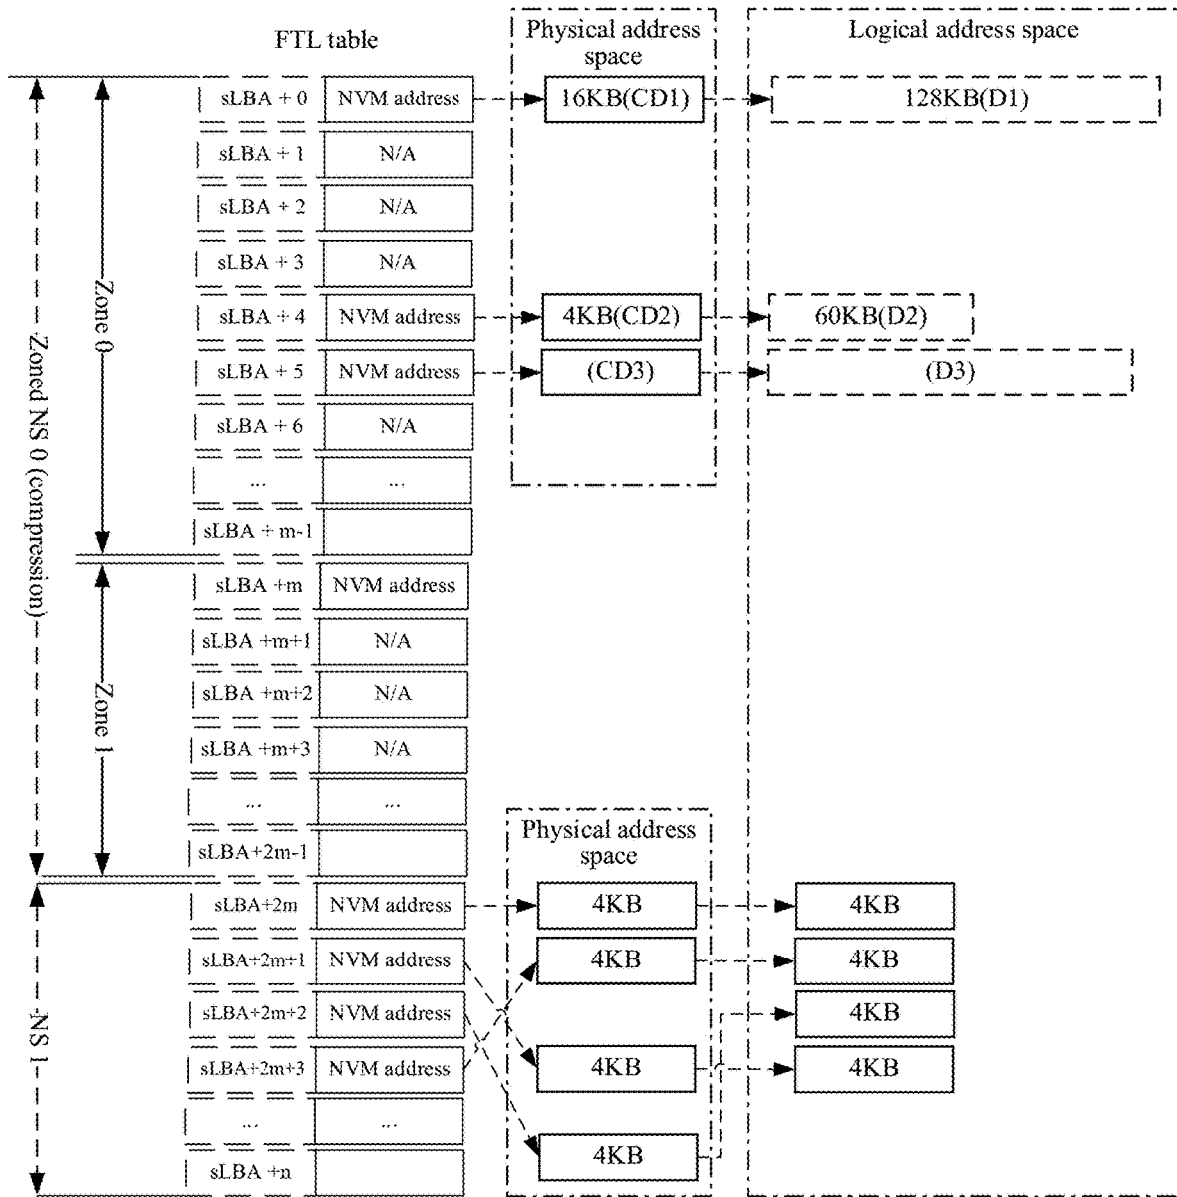 FTL table
Physical address
space
Logical address space
sLBA + 0 NVM address 16KB(CD1) 128KB(D1)
sLBA + 1 N/A
sLBA + 2 N/A
sLBA + 3 N/A
sLBA + 4 NVM address 4KB(CD2) 60KB(D2)
sLBA + 5 NVM address (CD3) (D3)
sLBA + 6 N/A
... ...
sLBA + m-1
Zone 0
Zoned NS 0 (compression)
sLBA +m NVM address
sLBA +m+1 N/A
sLBA +m+2 N/A
sLBA +m+3 N/A
... ...
sLBA+2m-1
Zone 1
Physical address
space
sLBA+2m NVM address 4KB 4KB
sLBA+2m+1 NVM address 4KB 4KB
sLBA+2m+2 NVM address 4KB
sLBA+2m+3 NVM address 4KB 4KB
... ...
4KB
sLBA +n
NS 1